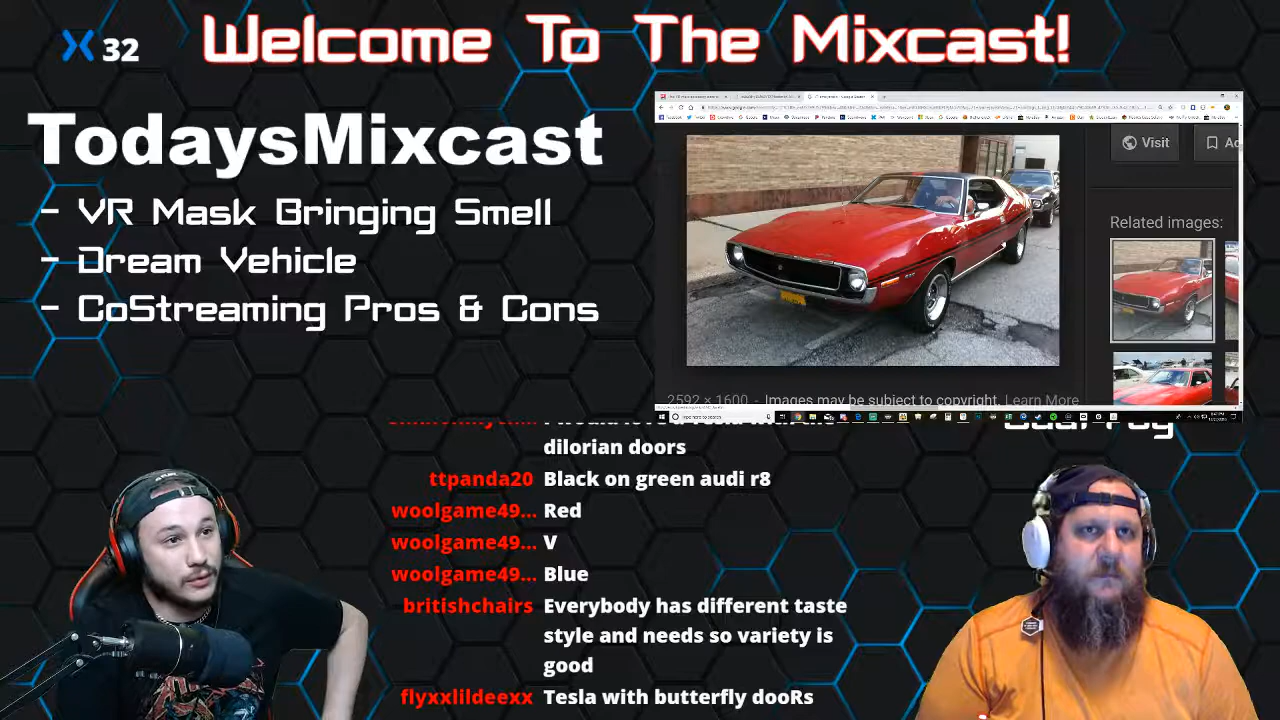 32
Welcome To The Mixcast!
TodaysMixcast
- VR Mask Bringing Smell
- Dream Vehicle
- CoStreaming Pros & Cons
Visit
Related images:
2592 × 1600 - Images may be subject to copyright. Learn More
dilorian doors
ttpanda20 Black on green audi r8
woolgame49... Red
woolgame49... V
woolgame49... Blue
britishchairs Everybody has different taste
style and needs so variety is
good
flyxxlildeexx Tesla with butterfly dooRs